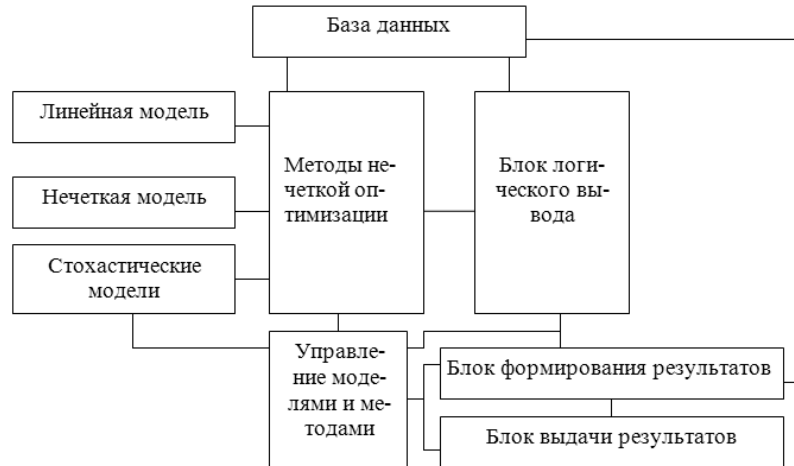 База данных
Линейная модель
Методы не-
четкой оп-
тимизации
Блок логи-
ческого вы-
вода
Нечеткая модель
Стохастические
модели
Управле-
ние моде-
лями и ме-
тодами
Блок формирования результатов
Блок выдачи результатов